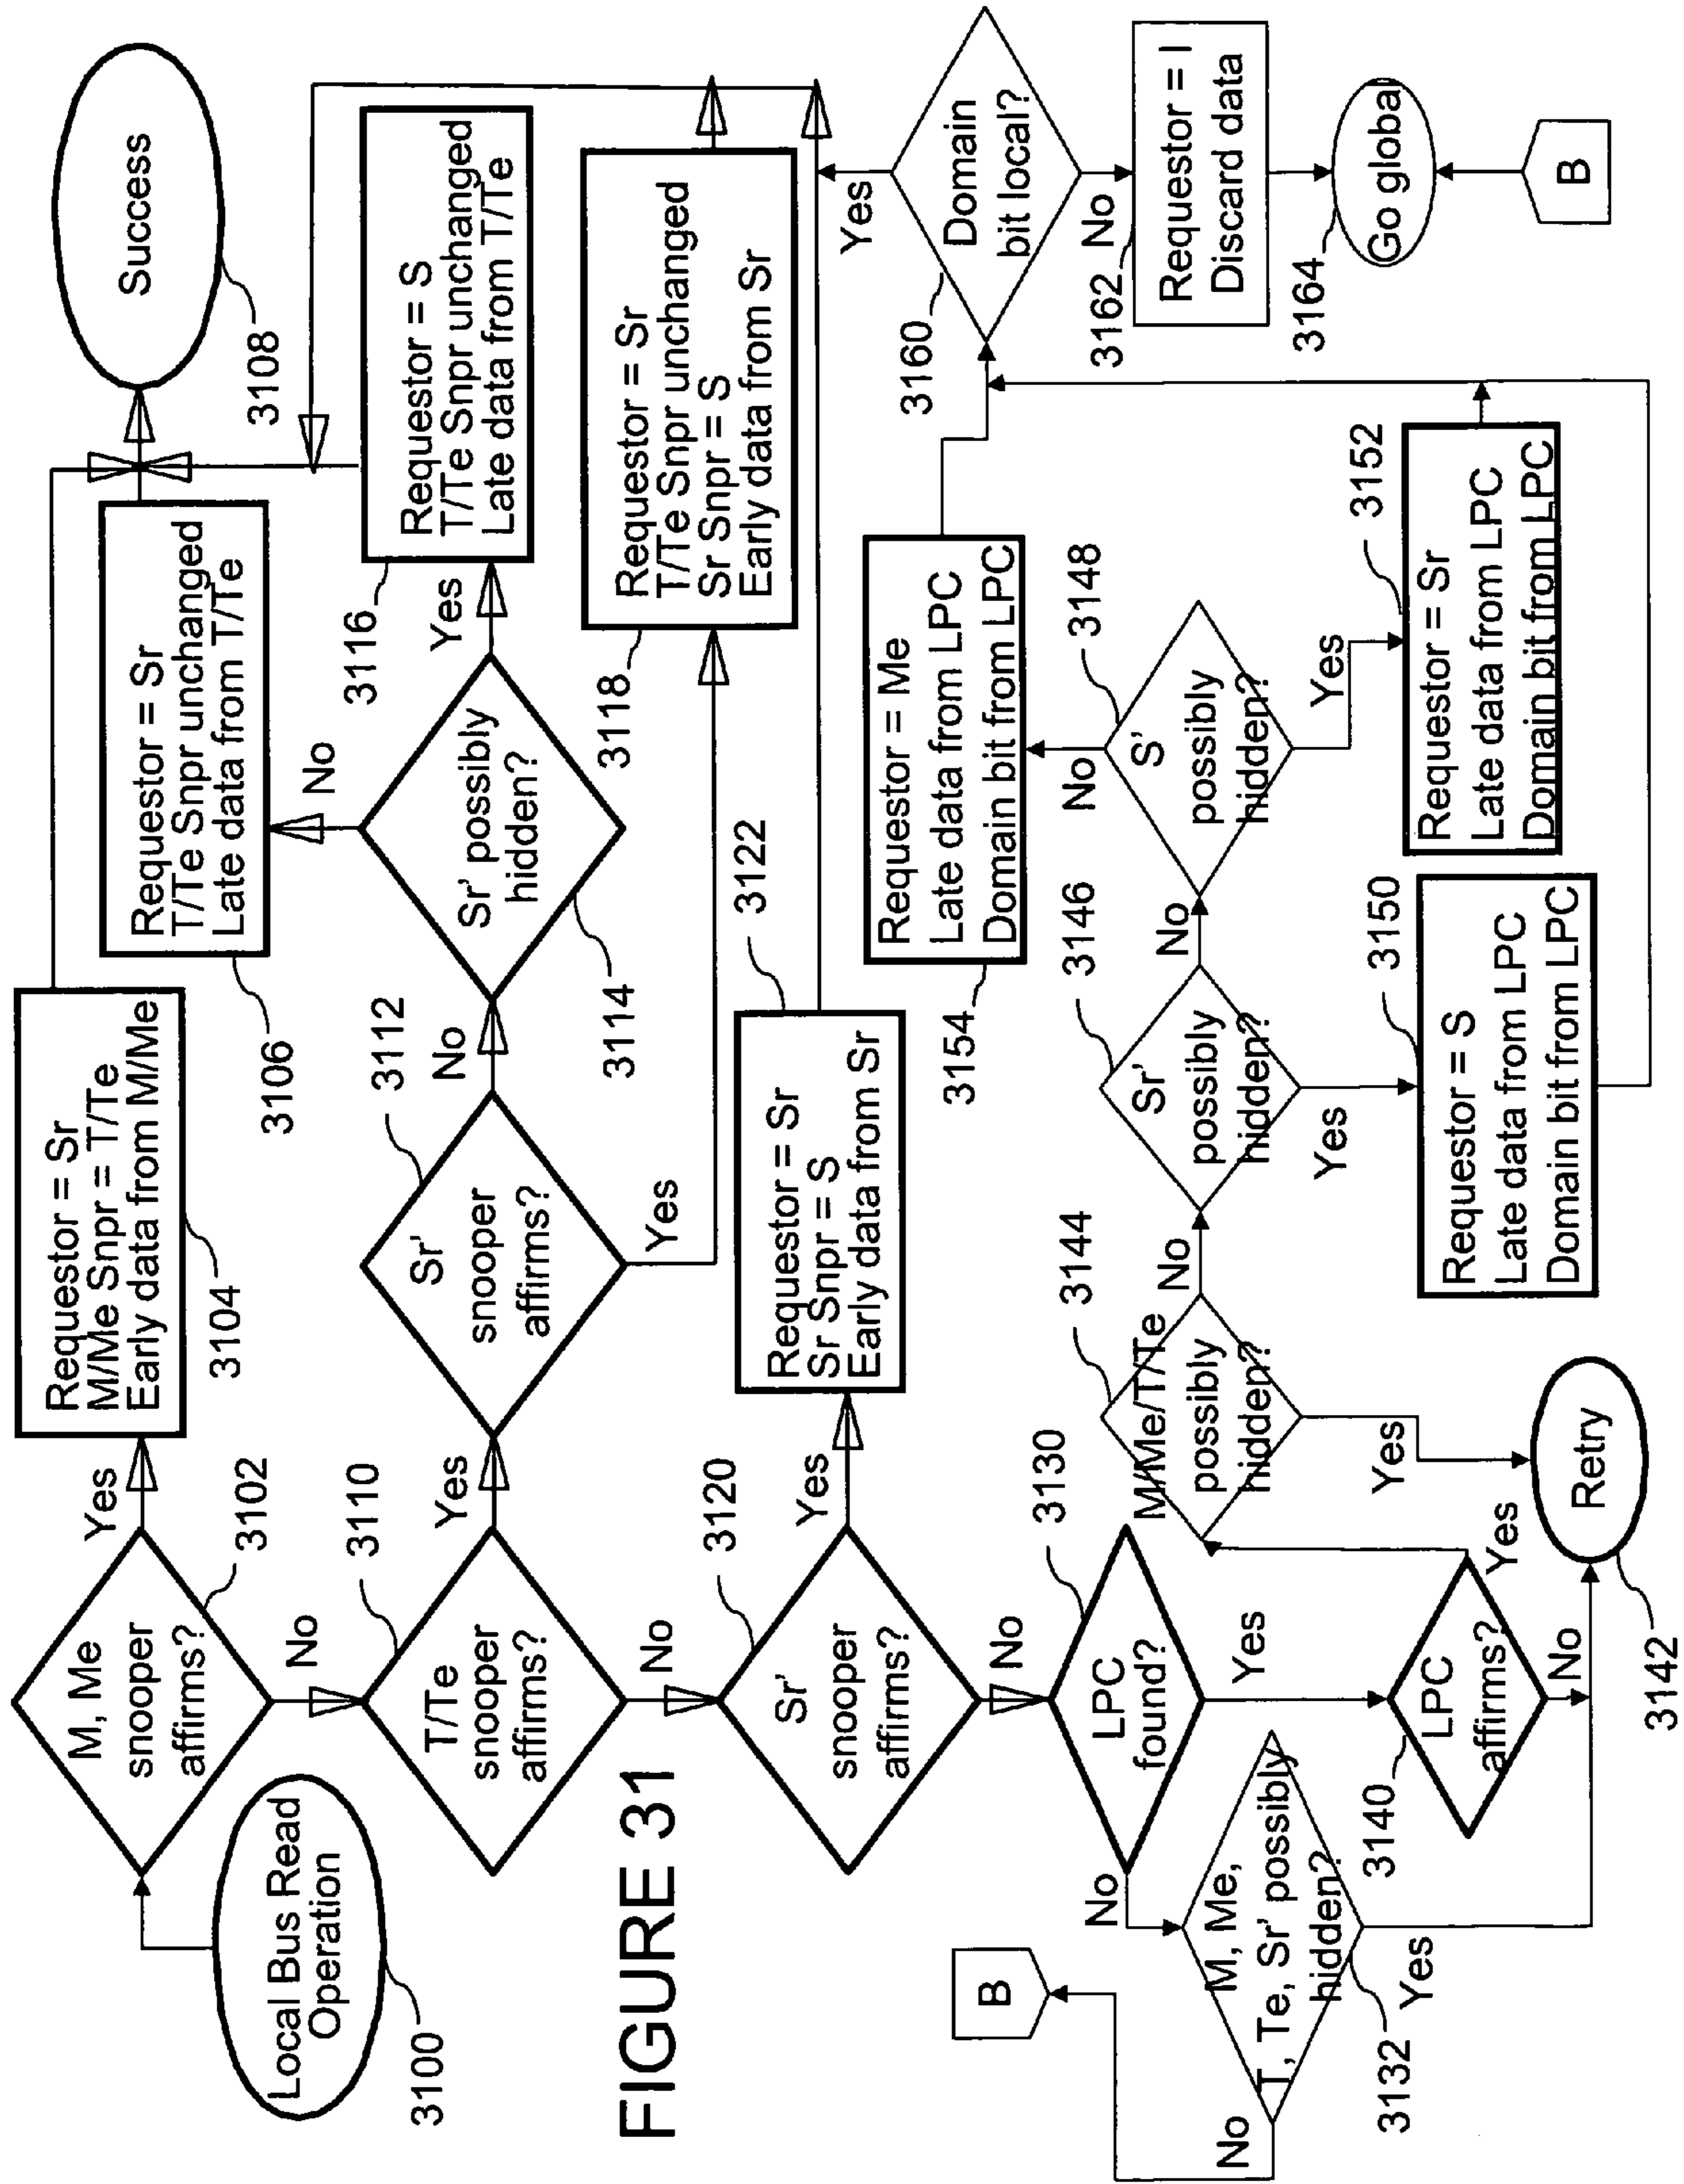 Local Bus Read
Operation
3100
M, Me
snooper
affirms?
3102
Yes
No
Requestor = Sr
M/Me Snpr = T/Te
Early data from M/Me
3104
Requestor = Sr
T/Te Snpr unchanged
Late data from T/Te
3106
Success
3108
T/Te
snooper
affirms?
3110
Yes
No
Sr'
snooper
affirms?
3112
No
Yes
Sr' possibly
hidden?
3114
No
Yes
Requestor = S
T/Te Snpr unchanged
Late data from T/Te
3116
Requestor = Sr
T/Te Snpr unchanged
Sr Snpr = S
Early data from Sr
3118
FIGURE 31
Sr'
snooper
affirms?
3120
Yes
No
Requestor = Sr
Sr Snpr = S
Early data from Sr
3122
LPC
found?
3130
No
Yes
M, Me,
T, Te, Sr' possibly
hidden?
3132
No
Yes
B
LPC
affirms?
3140
Yes
No
Retry
3142
M/Me/T/Te
possibly
hidden?
3144
No
Yes
Sr'
possibly
hidden?
3146
No
Yes
S'
possibly
hidden?
3148
No
Yes
Requestor = S
Late data from LPC
Domain bit from LPC
3150
Requestor = Sr
Late data from LPC
Domain bit from LPC
3152
Requestor = Me
Late data from LPC
Domain bit from LPC
3154
Domain
bit local?
3160
Yes
No
Requestor = I
Discard data
3162
Go global
3164
B